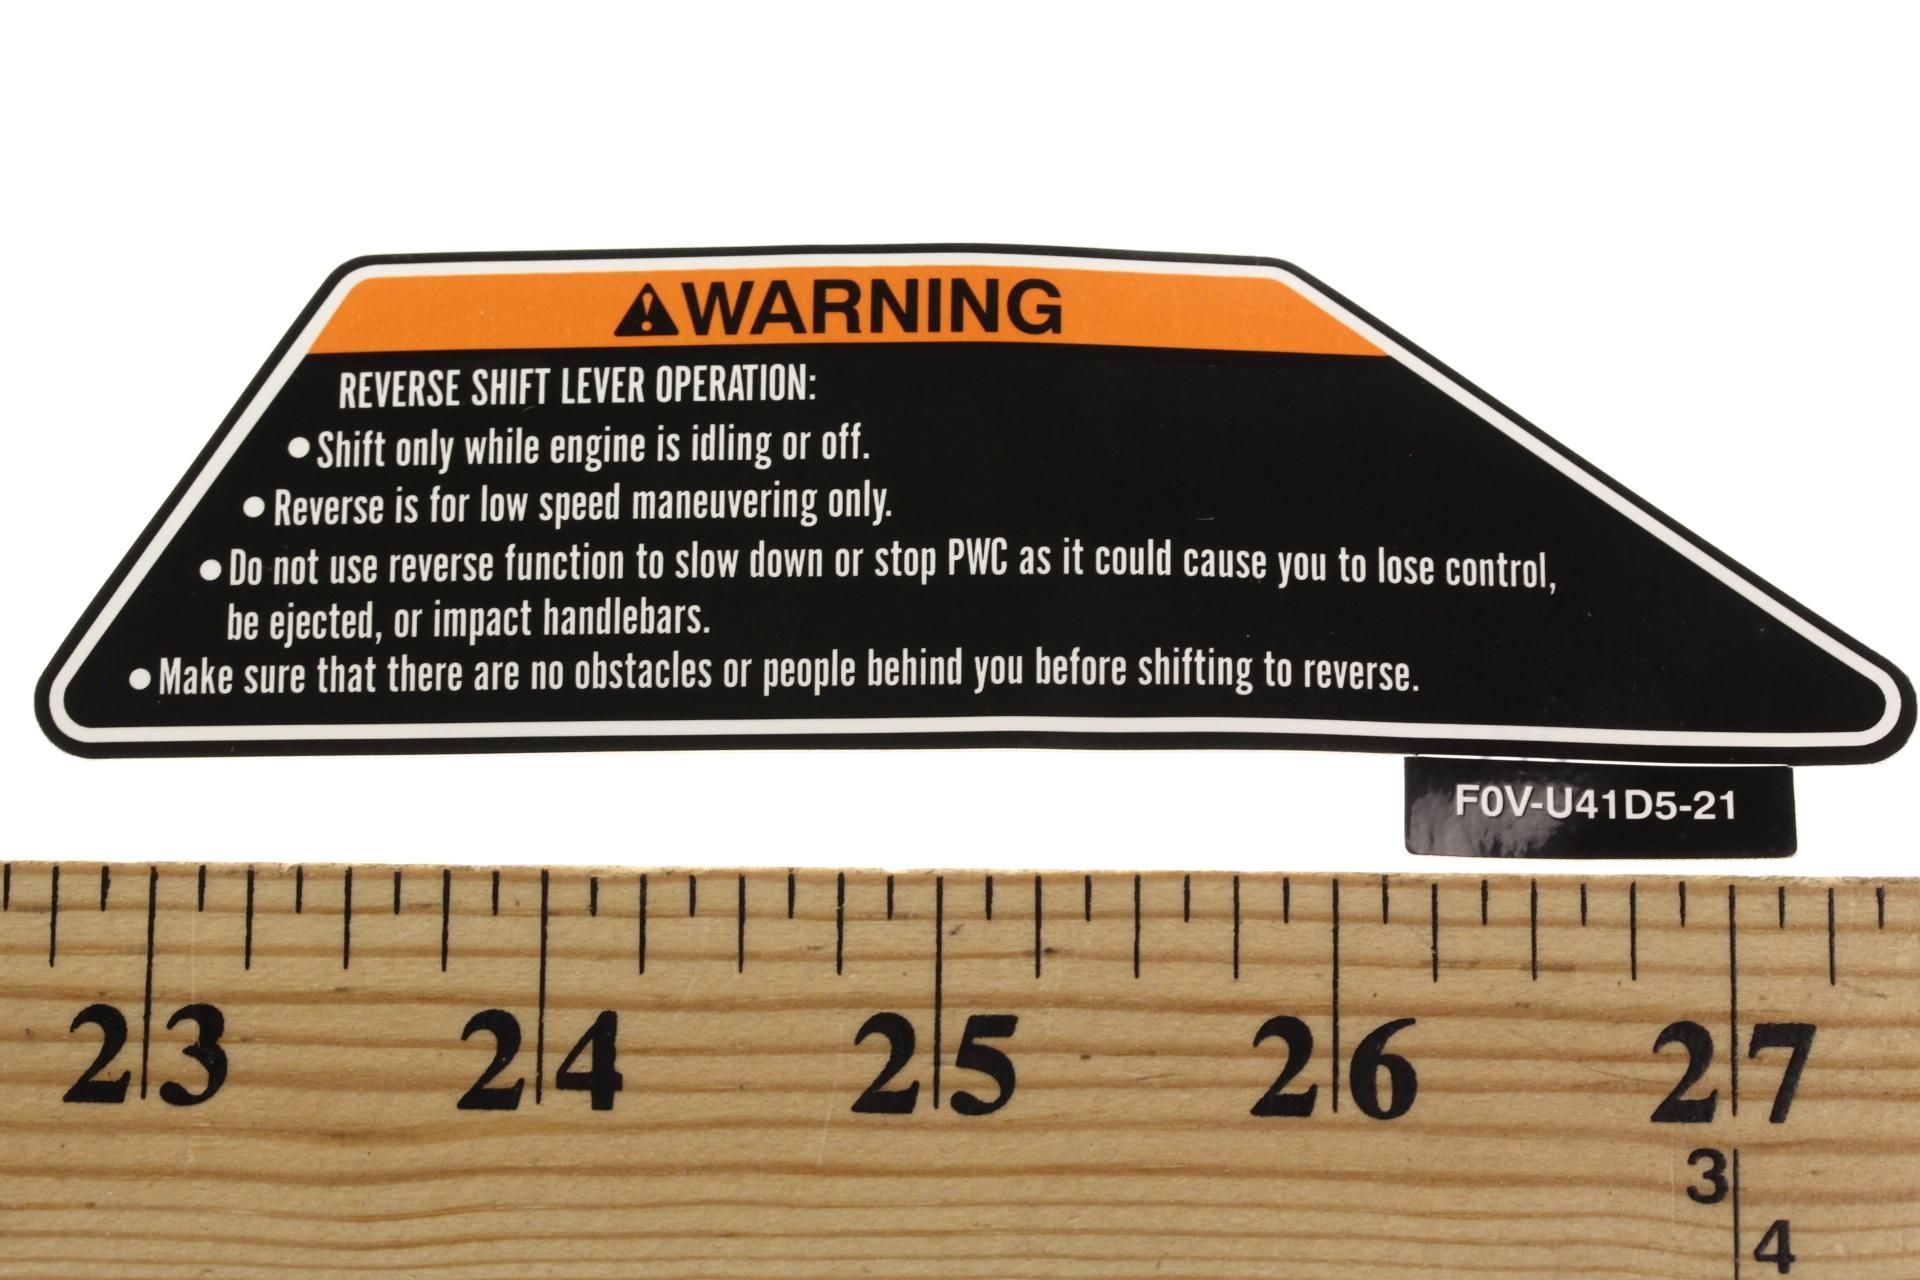 ⚠WARNING
REVERSE SHIFT LEVER OPERATION:
●Shift only while engine is idling or off.
●Reverse is for low speed maneuvering only.
●Do not use reverse function to slow down or stop PWC as it could cause you to lose control,
be ejected, or impact handlebars.
●Make sure that there are no obstacles or people behind you before shifting to reverse.
F0V-U41D5-21
23 24 25 26 27
3
4